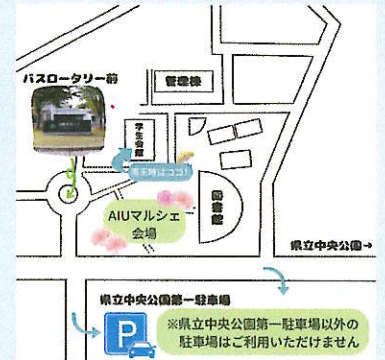 バスロータリー前
管理棟
学生会館
雨天時はココ!
図書館
AIUマルシェ
会場
県立中央公園→
県立中央公園第一駐車場
P
※県立中央公園第一駐車場以外の
駐車場はご利用いただけません